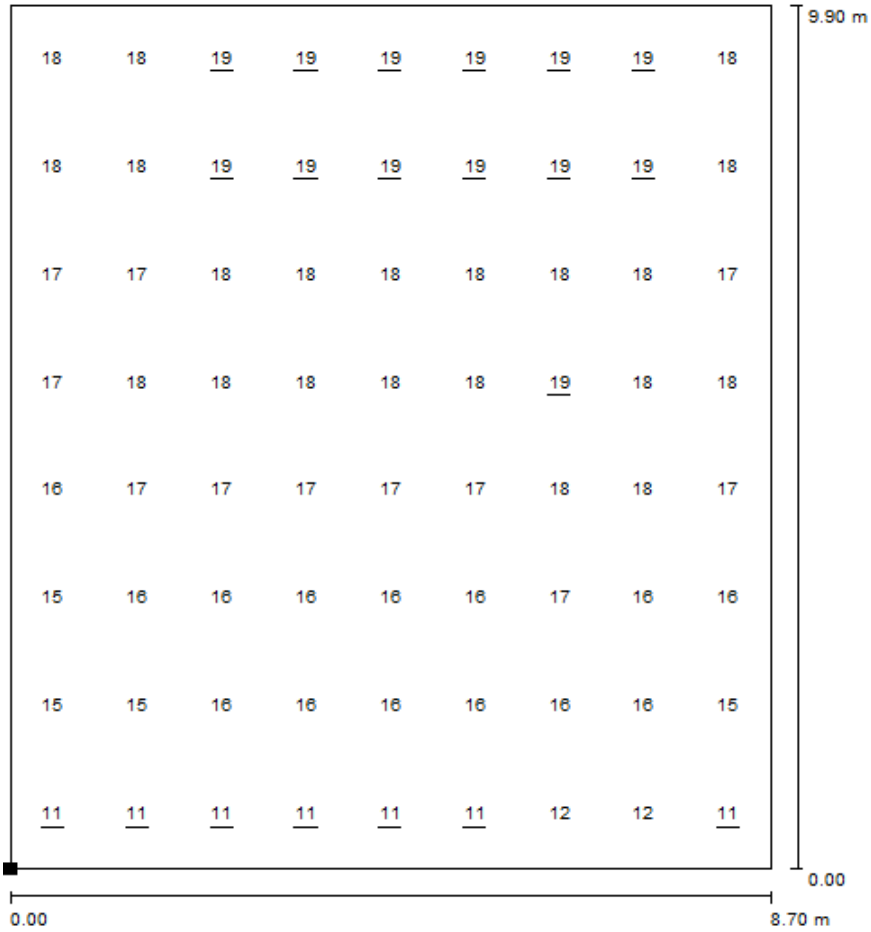 9.90 m
18 18 19 19 19 19 19 19 18
18 18 19 19 19 19 19 19 18
17 17 18 18 18 18 18 18 17
17 18 18 18 18 18 19 18 18
16 17 17 17 17 17 18 18 17
15 16 16 16 16 16 17 16 16
15 15 16 16 16 16 16 16 15
11 11 11 11 11 11 12 12 11
0.00
0.00 8.70 m